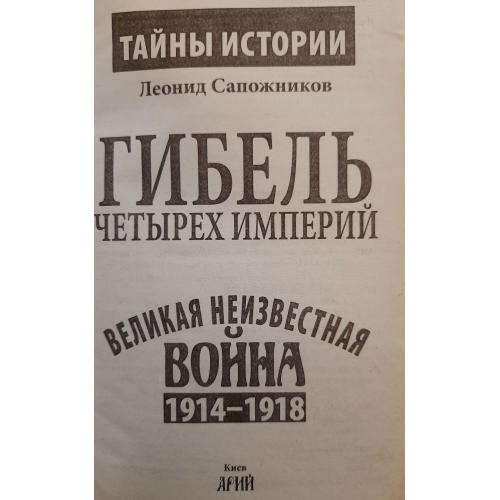 ТАЙНЫ ИСТОРИИ
Леонид Сапожников
ГИБЕЛЬ
ЧЕТЫРЕХ ИМПЕРИЙ
ВЕЛИКАЯ НЕИЗВЕСТНАЯ
ВОЙНА
1914–1918
Киев
АРИЙ